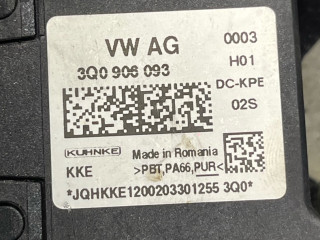 VW AG 0003
3Q0 906 093 H01
DC-KPE
02S
KUHNKE Made in Romania
KKE >PBT,PA66,PUR<
*JQHKKE1200203301255 3Q0*